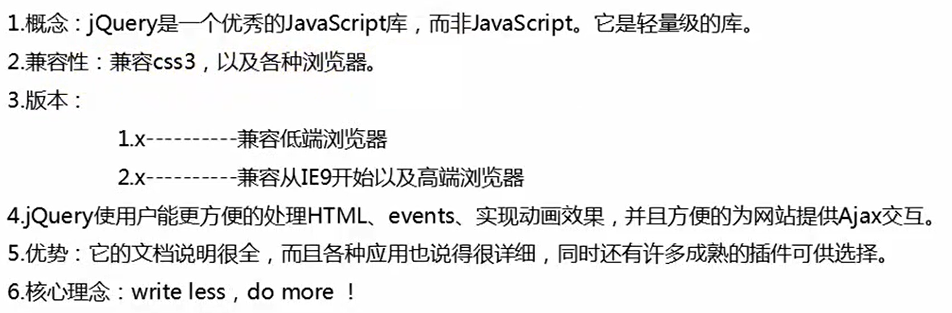 1.概念：jQuery是一个优秀的JavaScript库，而非JavaScript。它是轻量级的库。
2.兼容性：兼容css3，以及各种浏览器。
3.版本：
1.x----------兼容低端浏览器
2.x----------兼容从IE9开始以及高端浏览器
4.jQuery使用户能更方便的处理HTML、events、实现动画效果，并且方便的为网站提供Ajax交互。
5.优势：它的文档说明很全，而且各种应用也说得很详细，同时还有许多成熟的插件可供选择。
6.核心理念：write less，do more ！